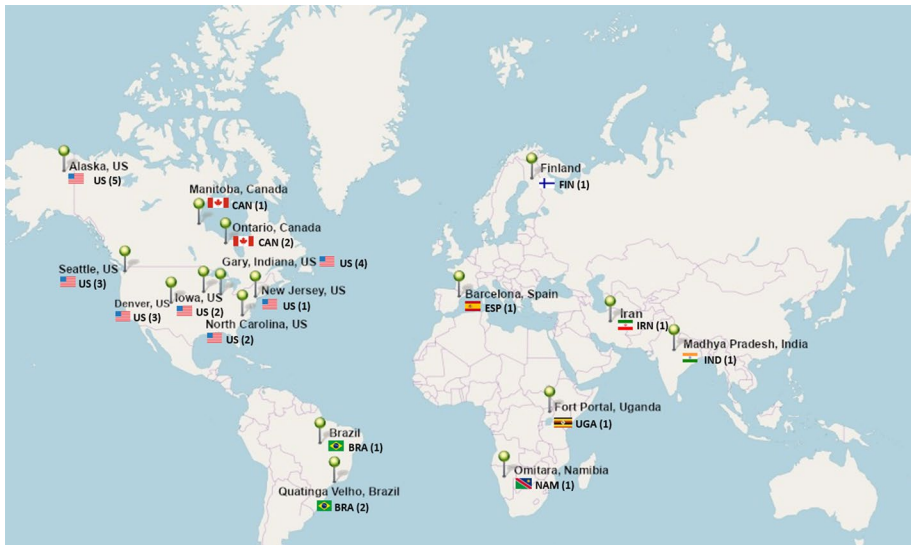 Alaska, US
US (5)
Manitoba, Canada
CAN (1)
Ontario, Canada
CAN (2)
Gary, Indiana, US
US (4)
Seattle, US
US (3)
Denver, US
US (3)
Iowa, US
US (2)
New Jersey, US
US (1)
North Carolina, US
US (2)
Finland
FIN (1)
Barcelona, Spain
ESP (1)
Iran
IRN (1)
Madhya Pradesh, India
IND (1)
Fort Portal, Uganda
UGA (1)
Brazil
BRA (1)
Omitara, Namibia
NAM (1)
Quatinga Velho, Brazil
BRA (2)